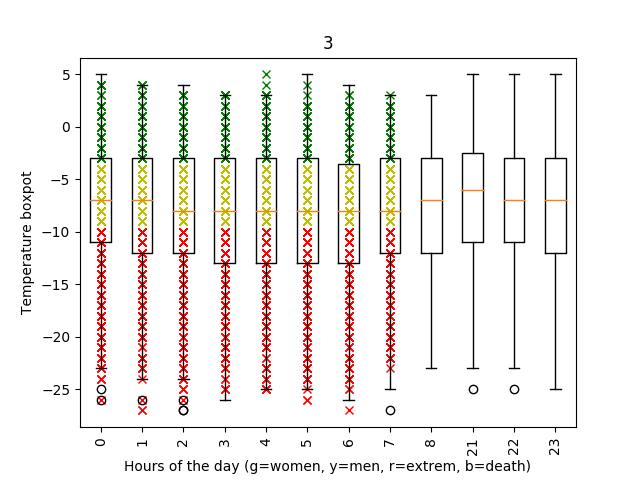 3
5
0
−5
−10
−15
−20
−25
Temperature boxpot
0 1 2 3 4 5 6 7 8 21 22 23
Hours of the day (g=women, y=men, r=extrem, b=death)